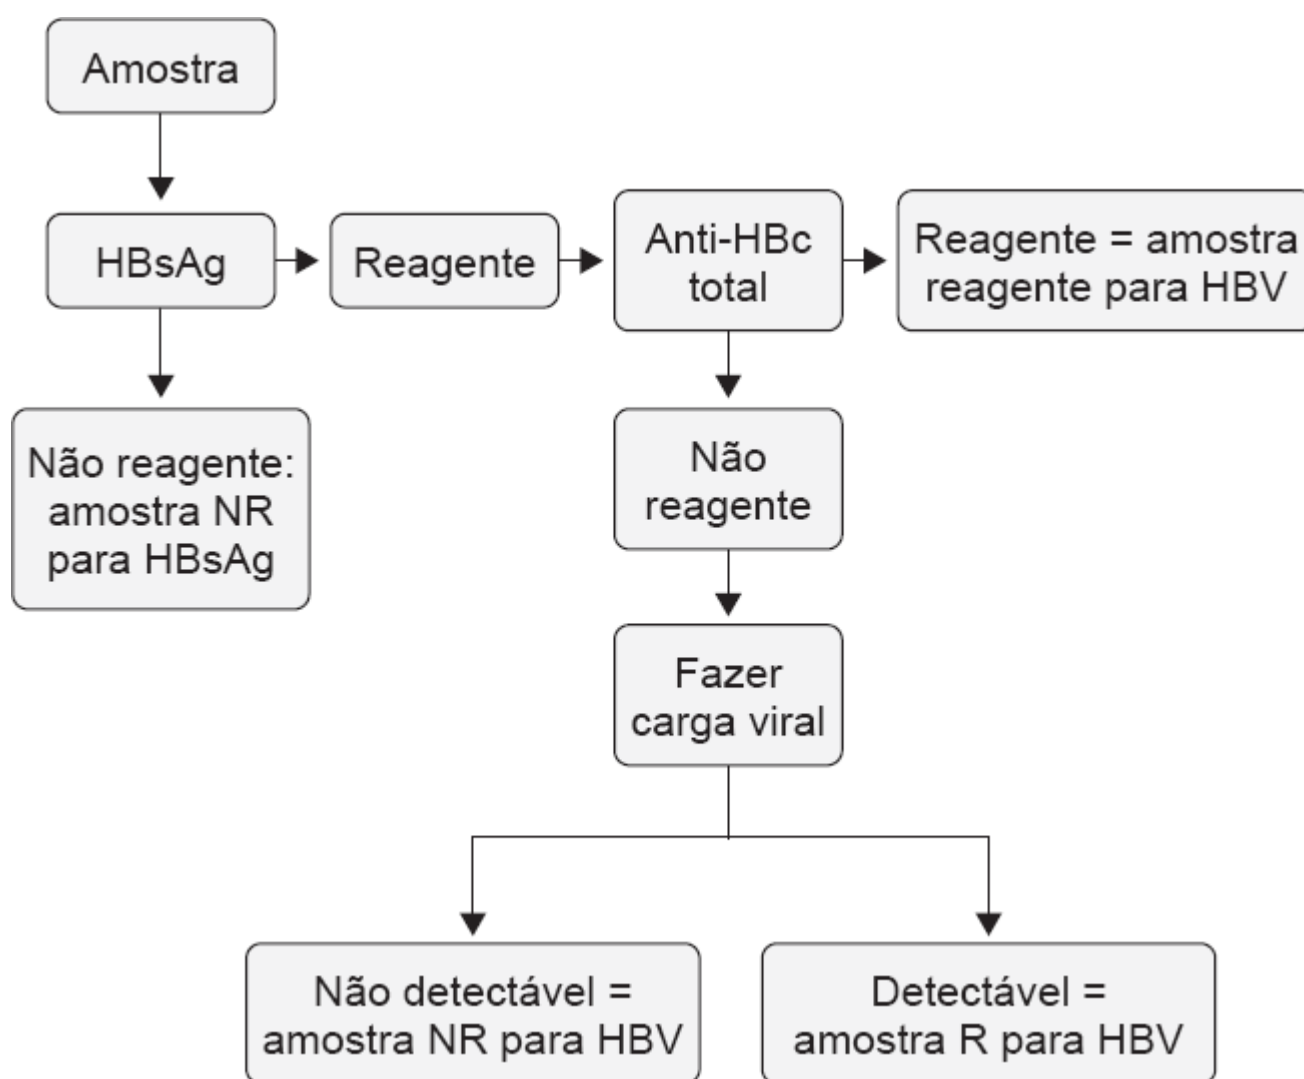 Amostra
HBsAg
Reagente
Anti-HBc
total
Reagente = amostra
reagente para HBV
Não reagente:
amostra NR
para HBsAg
Não
reagente
Fazer
carga viral
Não detectável =
amostra NR para HBV
Detectável =
amostra R para HBV